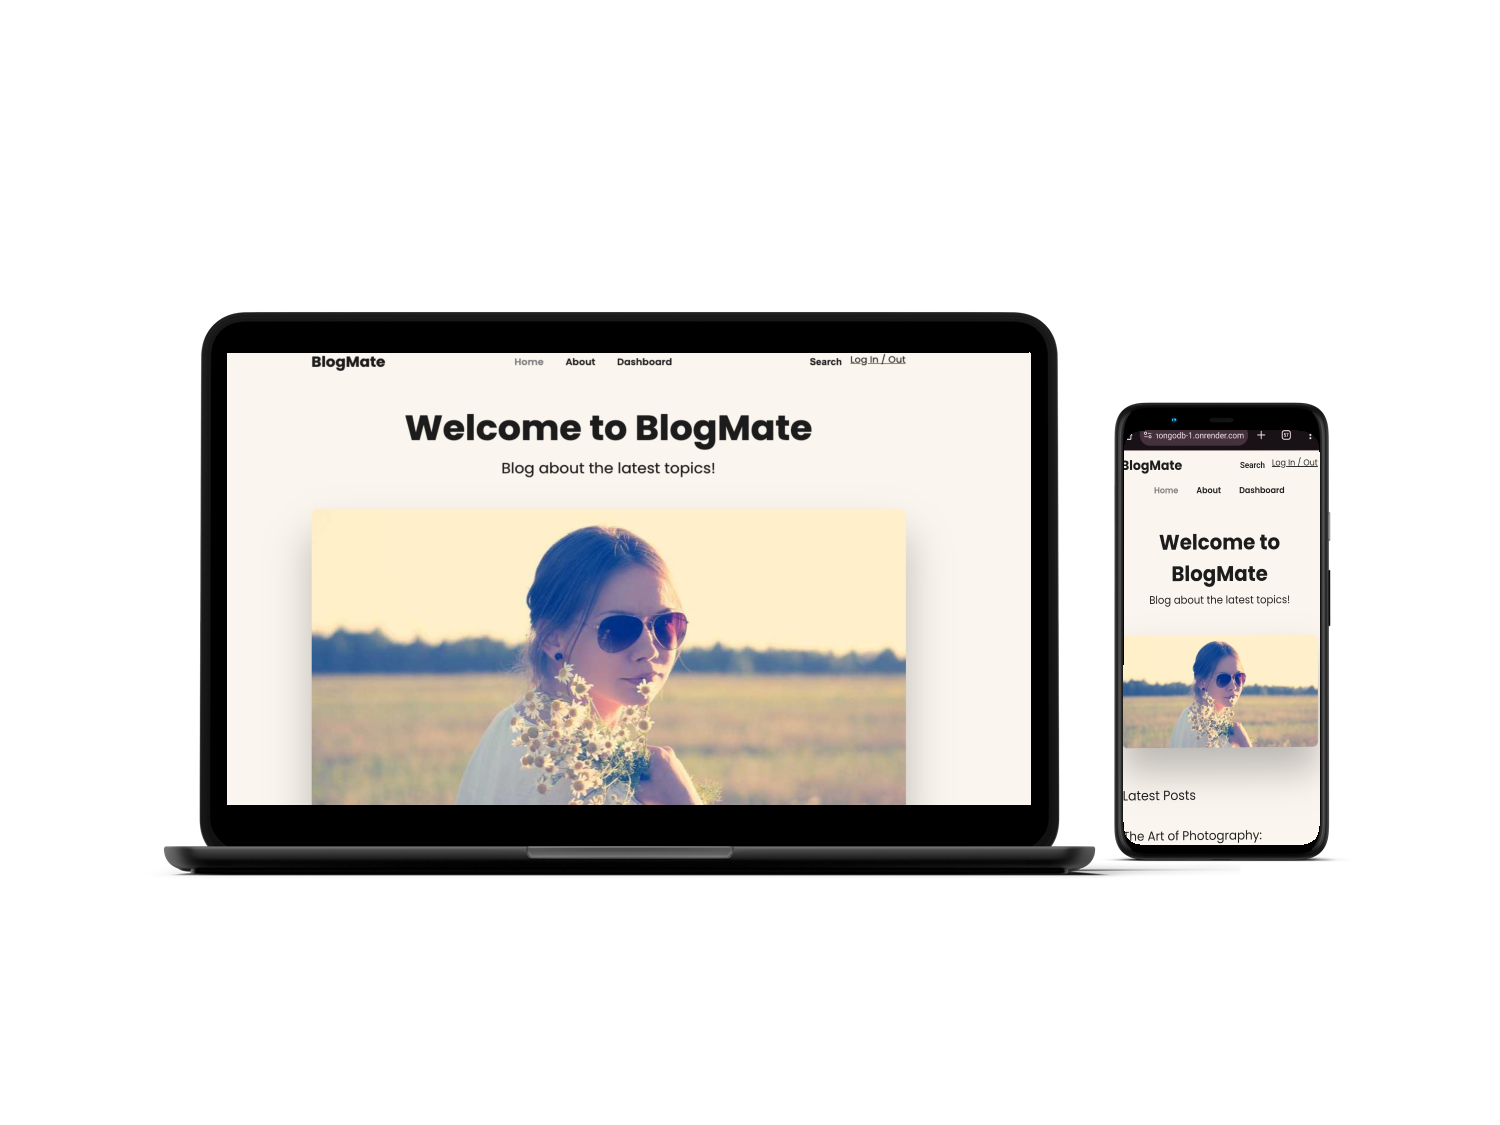 BlogMate Home About Dashboard Search Log In / Out
Welcome to BlogMate
Blog about the latest topics!
ongodb-1.onrender.com
BlogMate Search Log In / Out
Home About Dashboard
Welcome to
BlogMate
Blog about the latest topics!
Latest Posts
The Art of Photography: